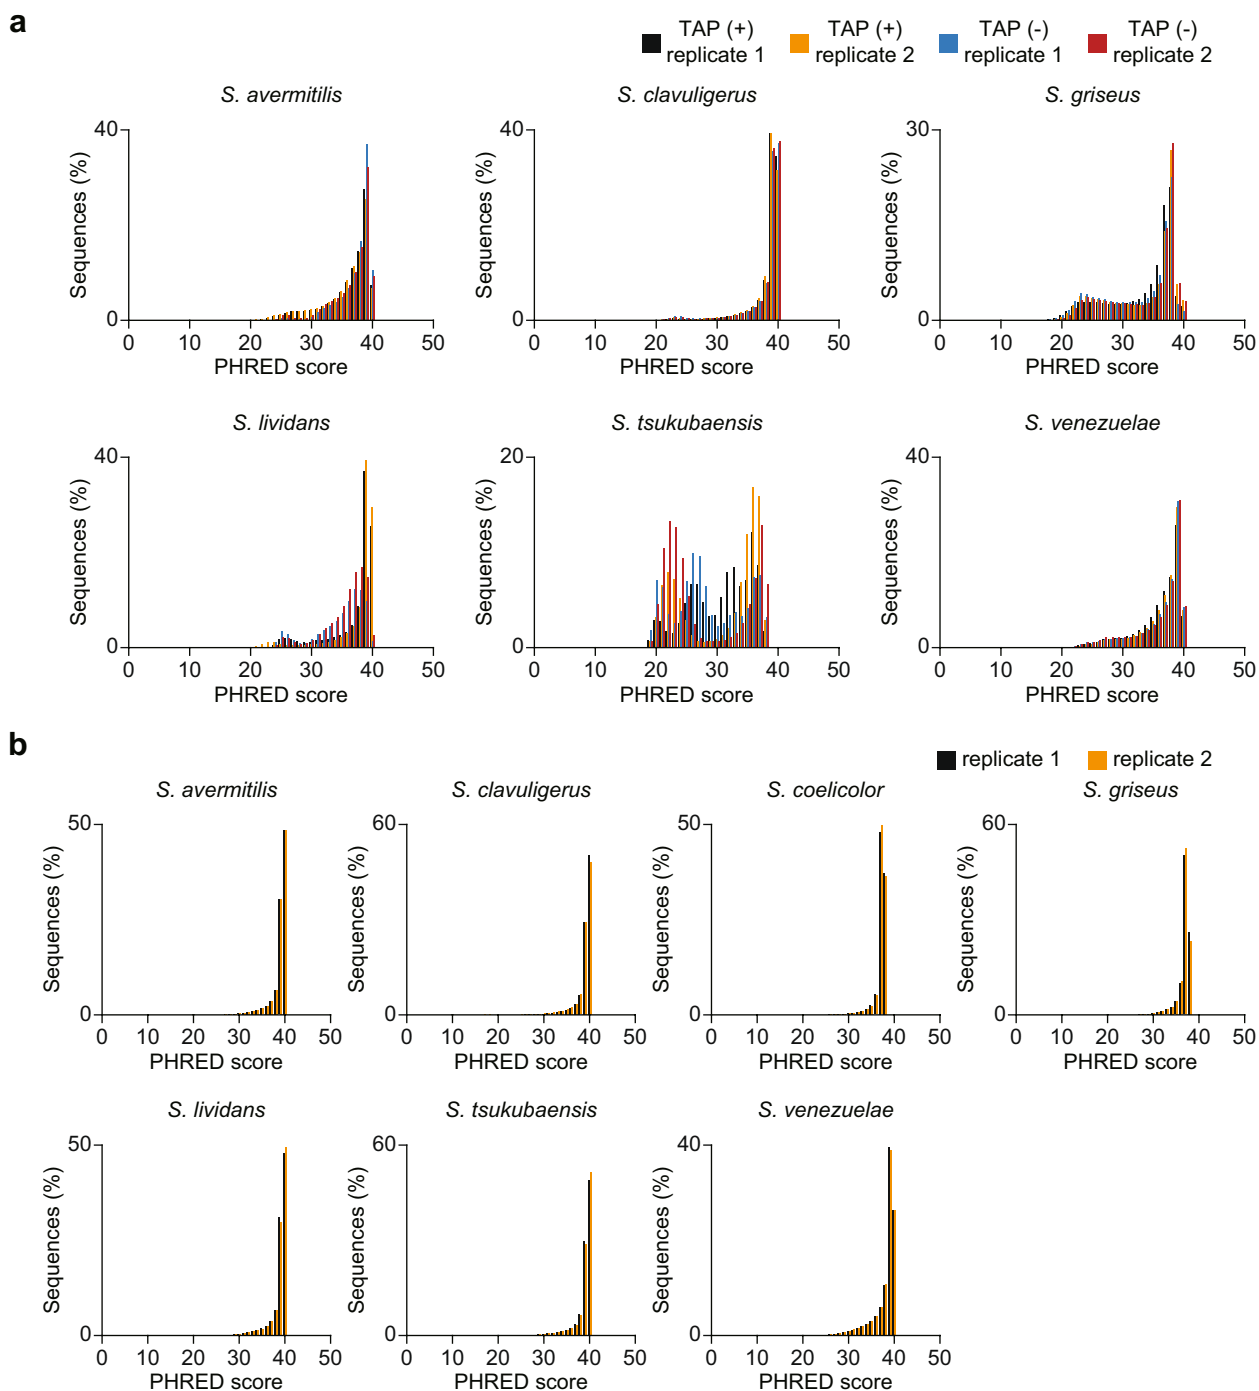 a
TAP (+) replicate 1
TAP (+) replicate 2
TAP (-) replicate 1
TAP (-) replicate 2
S. avermitilis
Sequences (%)
40
0
0 10 20 30 40 50
PHRED score
S. clavuligerus
Sequences (%)
40
0
0 10 20 30 40 50
PHRED score
S. griseus
Sequences (%)
30
0
0 10 20 30 40 50
PHRED score
S. lividans
Sequences (%)
40
0
0 10 20 30 40 50
PHRED score
S. tsukubaensis
Sequences (%)
20
0
0 10 20 30 40 50
PHRED score
S. venezuelae
Sequences (%)
40
0
0 10 20 30 40 50
PHRED score
b
replicate 1
replicate 2
S. avermitilis
Sequences (%)
50
0
0 10 20 30 40 50
PHRED score
S. clavuligerus
Sequences (%)
60
0
0 10 20 30 40 50
PHRED score
S. coelicolor
Sequences (%)
50
0
0 10 20 30 40 50
PHRED score
S. griseus
Sequences (%)
60
0
0 10 20 30 40 50
PHRED score
S. lividans
Sequences (%)
50
0
0 10 20 30 40 50
PHRED score
S. tsukubaensis
Sequences (%)
60
0
0 10 20 30 40 50
PHRED score
S. venezuelae
Sequences (%)
40
0
0 10 20 30 40 50
PHRED score